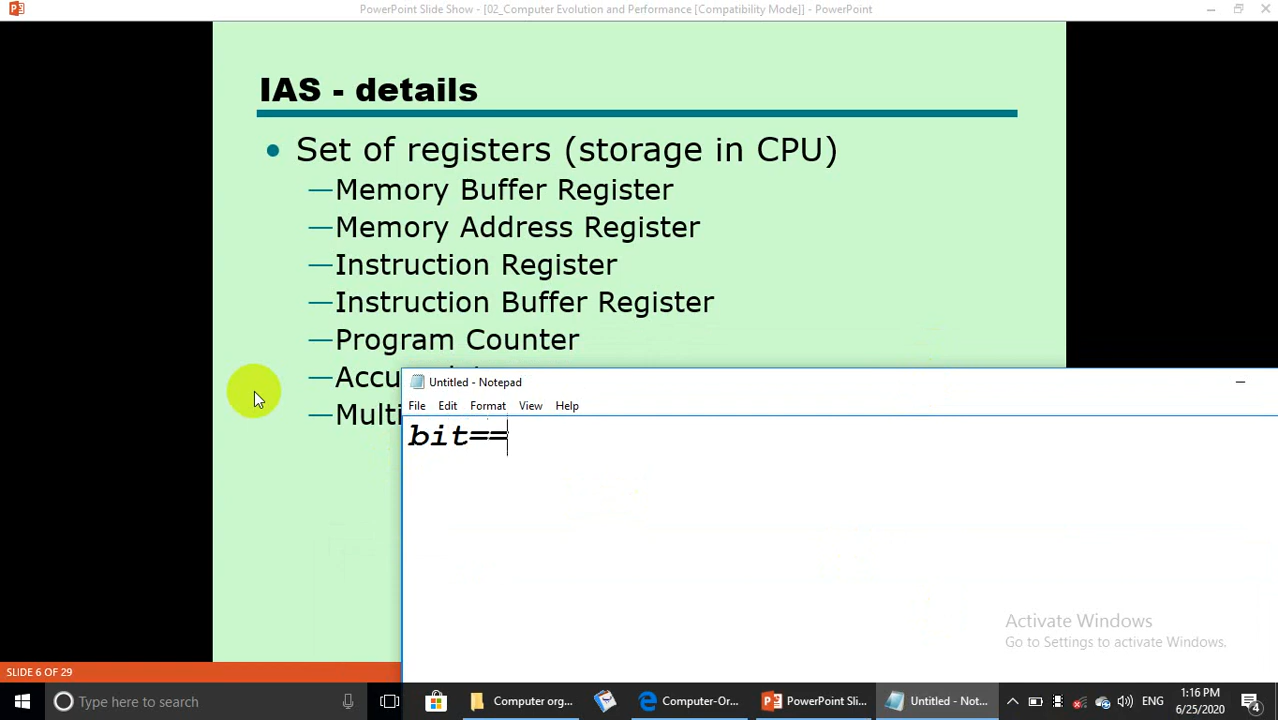 PowerPoint Slide Show - [02_Computer Evolution and Performance [Compatibility Mode]] - PowerPoint
IAS - details
• Set of registers (storage in CPU)
—Memory Buffer Register
—Memory Address Register
—Instruction Register
—Instruction Buffer Register
—Program Counter
—Accu
—Multi
Untitled - Notepad
File Edit Format View Help
bit==
Activate Windows
Go to Settings to activate Windows.
SLIDE 6 OF 29
Type here to search
Computer org...
Computer-Or...
PowerPoint Sli...
Untitled - Not...
ENG
1:16 PM
6/25/2020
4